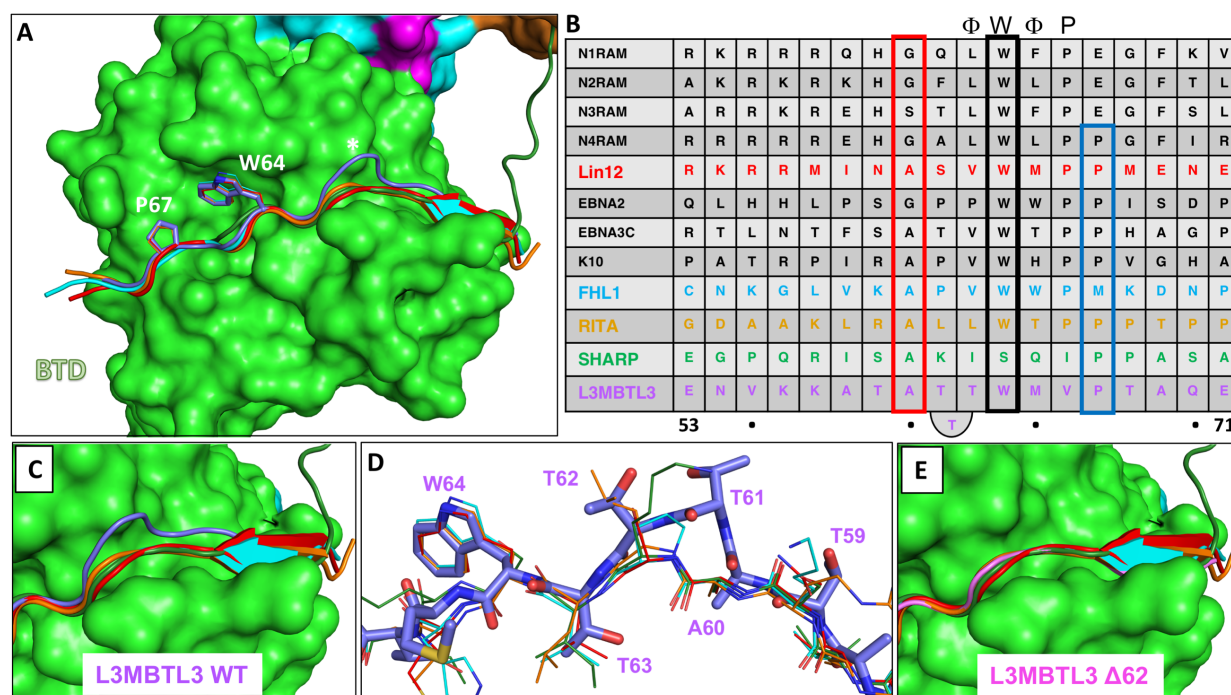 A
*
W64
P67
BTD
B
Φ W Φ P
N1RAM R K R R R Q H G Q L W F P E G F K V
N2RAM A K R K R K H G F L W L P E G F T L
N3RAM A R R K R E H S T L W F P E G F S L
N4RAM R R R R R E H G A L W L P P G F I R
Lin12 R K R R M I N A S V W M P P M E N E
EBNA2 Q L H H L P S G P P W W P P I S D P
EBNA3C R T L N T F S A T V W T P P H A G P
K10 P A T R P I R A P V W H P P V G H A
FHL1 C N K G L V K A P V W W P M K D N P
RITA G D A A K L R A L L W T P P P T P P
SHARP E G P Q R I S A K I S Q I P P A S A
L3MBTL3 E N V K K A T A T T W M V P T A Q E
53 • • T • • 71
C
L3MBTL3 WT
D
W64
T62
T61
T59
A60
T63
E
L3MBTL3 Δ62